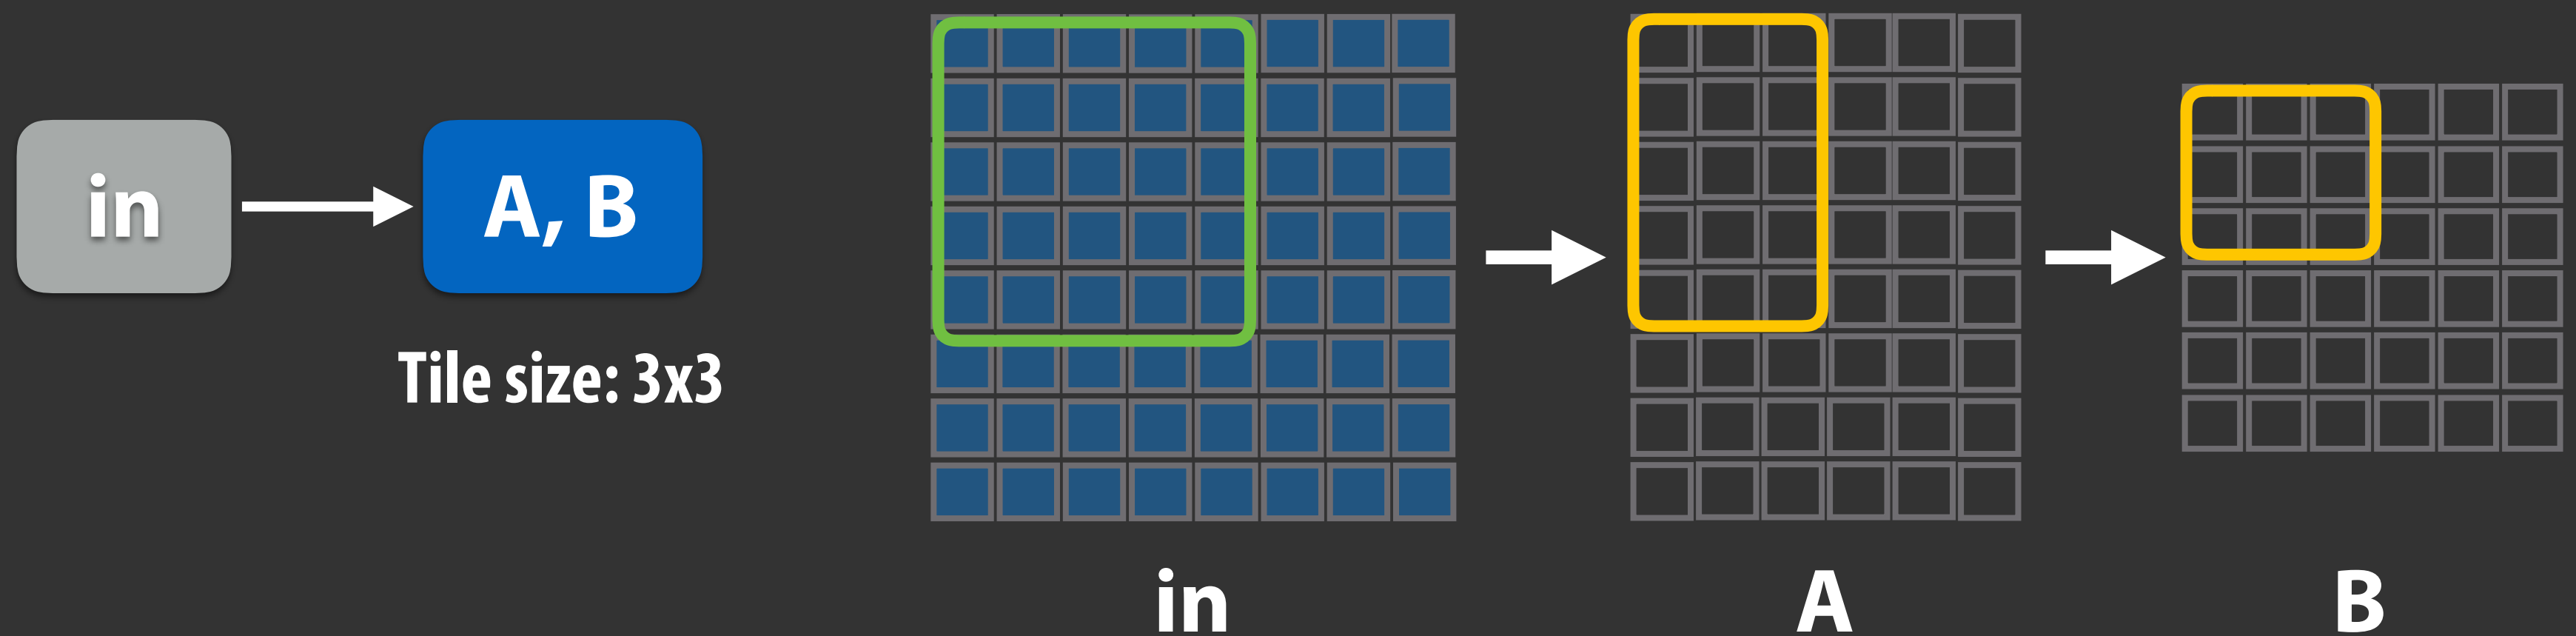 in
A, B
Tile size: 3x3
in
A
B